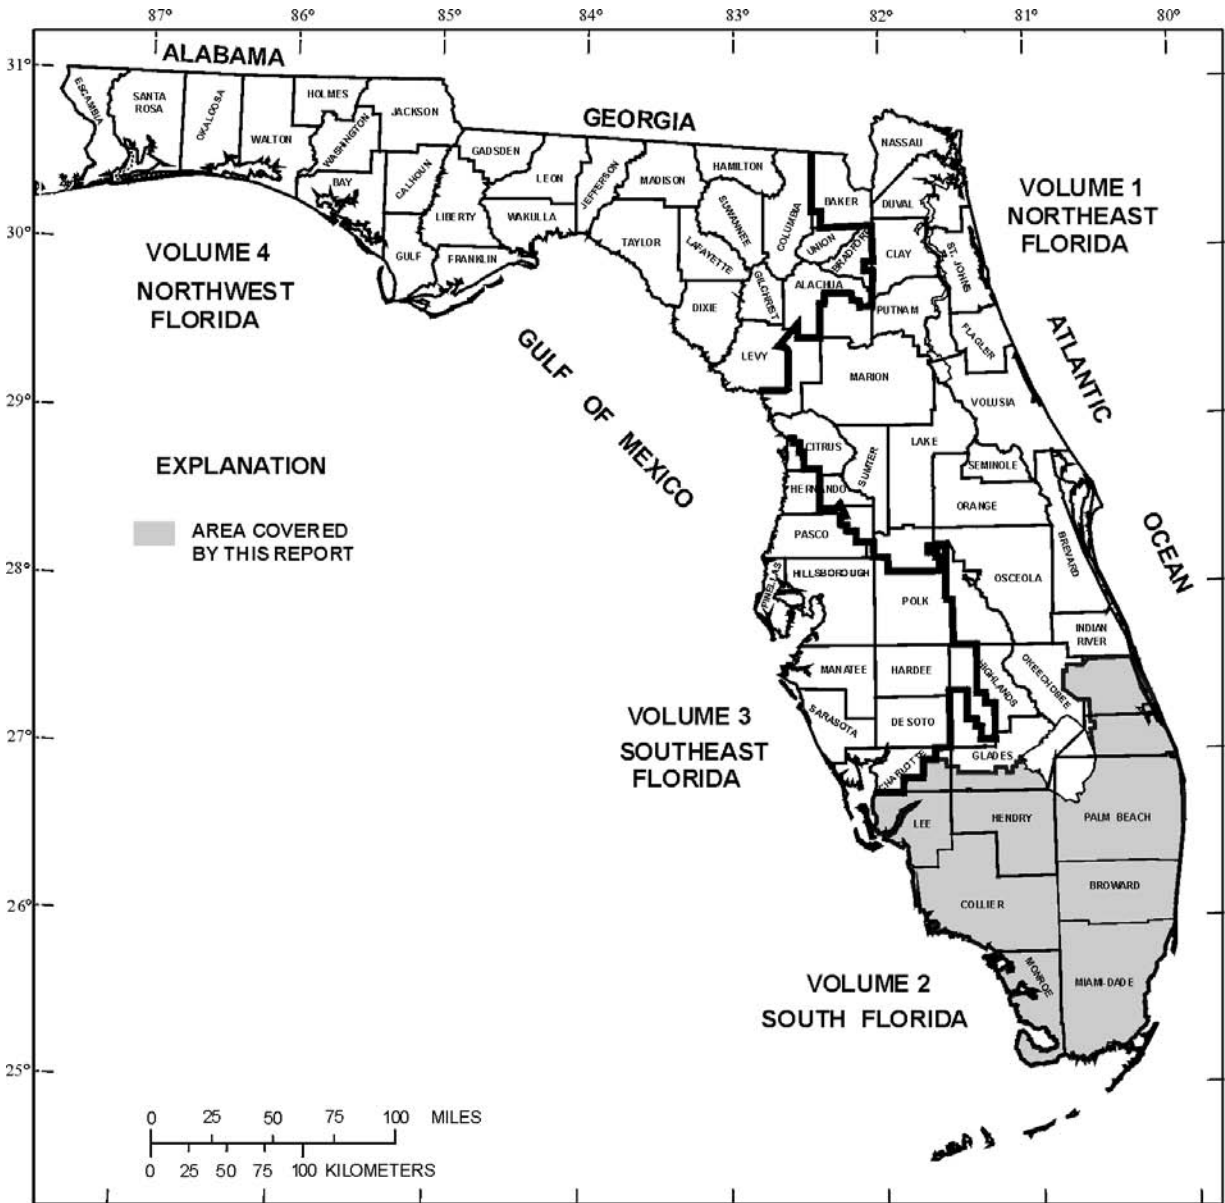 87° 86° 85° 84° 83° 82° 81° 80°
31°
30°
29°
28°
27°
26°
25°
ALABAMA
GEORGIA
ESCAMBIA
SANTA
ROSA
OKALOOSA
WALTON
HOLMES
WASHINGTON
JACKSON
BAY
CALHOUN
GULF
GADSDEN
LIBERTY
FRANKLIN
LEON
WAKULLA
JEFFERSON
MADISON
TAYLOR
HAMILTON
SUWANNEE
LAFAYETTE
DIXIE
COLUMBIA
GILCHRIST
LEVY
BAKER
UNION
BRADFORD
ALACHUA
NASSAU
DUVAL
CLAY
ST. JOHNS
PUTNAM
FLAGLER
MARION
VOLUSIA
CITRUS
SUMTER
LAKE
SEMINOLE
HERNANDO
ORANGE
PASCO
BREVARD
PINELLAS
HILLSBOROUGH
POLK
OSCEOLA
INDIAN
RIVER
MANATEE
HARDEE
HIGHLANDS
OKEECHOBEE
SARASOTA
DE SOTO
CHARLOTTE
GLADES
LEE
HENDRY
PALM BEACH
COLLIER
BROWARD
MONROE
MIAMI-DADE
VOLUME 1
NORTHEAST
FLORIDA
VOLUME 4
NORTHWEST
FLORIDA
GULF OF MEXICO
ATLANTIC
OCEAN
EXPLANATION
AREA COVERED
BY THIS REPORT
VOLUME 3
SOUTHEAST
FLORIDA
VOLUME 2
SOUTH FLORIDA
0 25 50 75 100 MILES
0 25 50 75 100 KILOMETERS